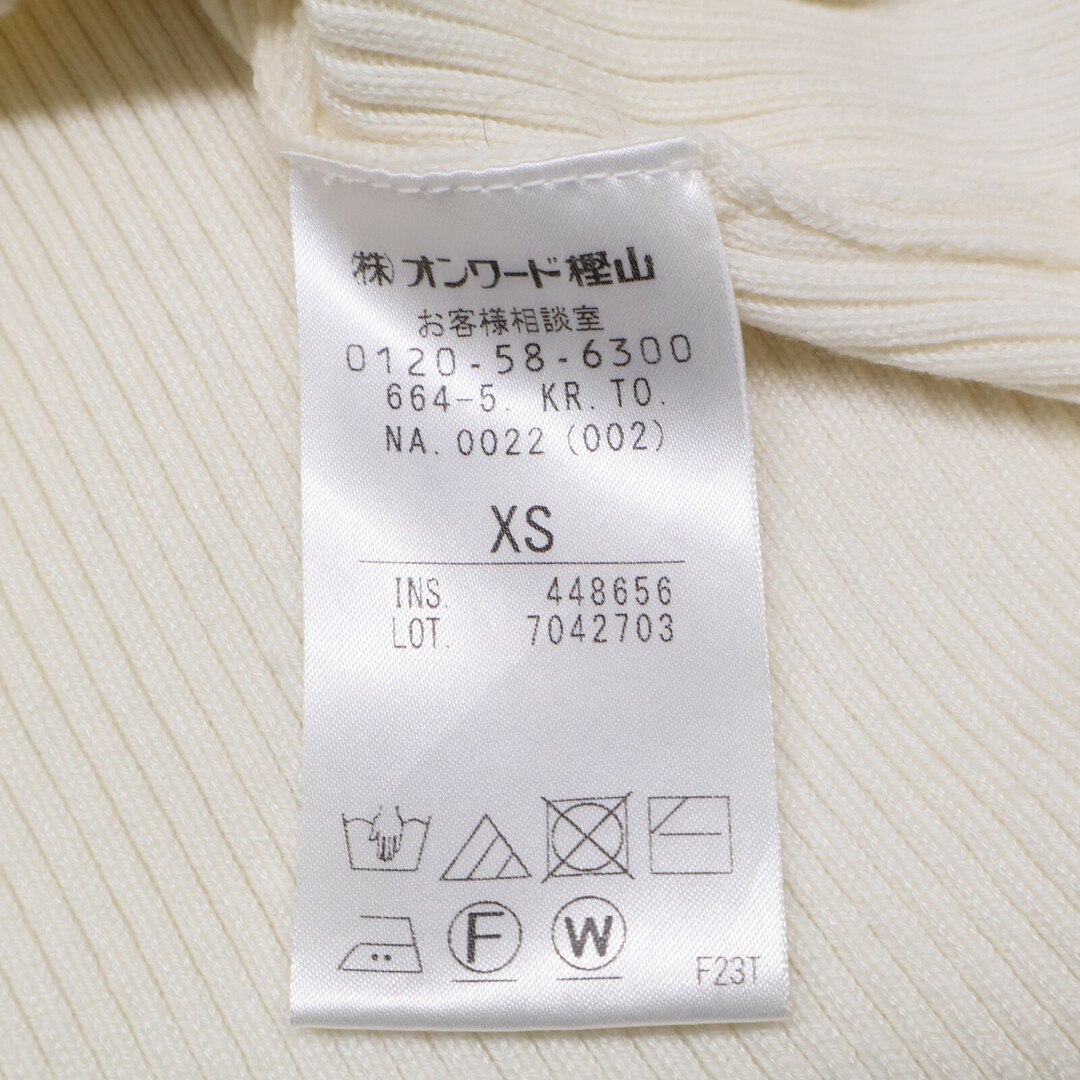 ㈱オンワード樫山
お客様相談室
0120-58-6300
664-5. KR.TO.
NA.0022(002)
XS
INS. 448656
LOT. 7042703
F W
F23T